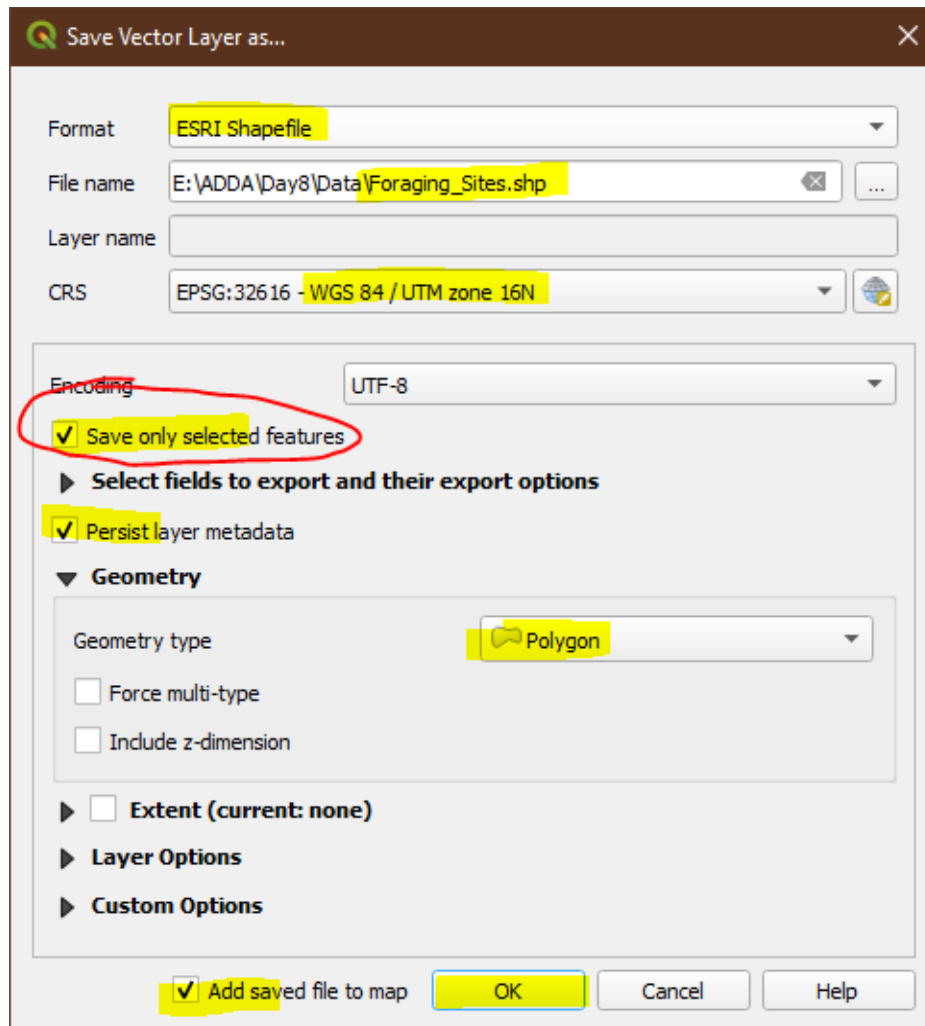 Save Vector Layer as...
Format ESRI Shapefile
File name E:\ADDA\Day8\Data\Foraging_Sites.shp ...
Layer name
CRS EPSG:32616 - WGS 84 / UTM zone 16N
Encoding UTF-8
Save only selected features
Select fields to export and their export options
Persist layer metadata
Geometry
Geometry type Polygon
Force multi-type
Include z-dimension
Extent (current: none)
Layer Options
Custom Options
Add saved file to map OK Cancel Help